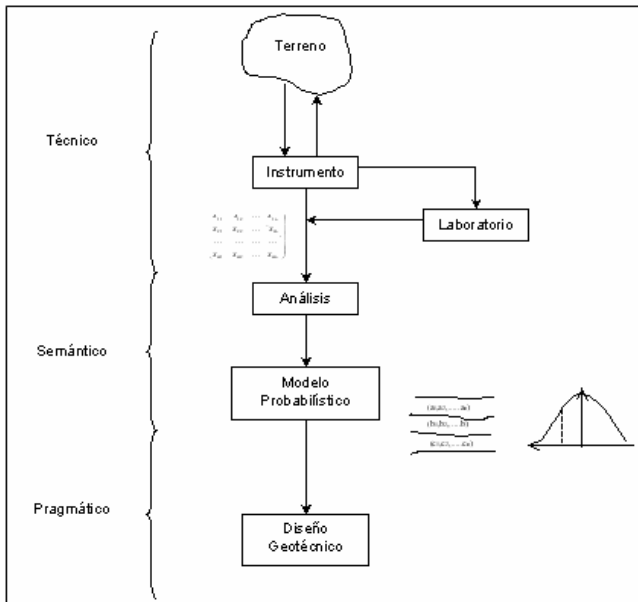 Terreno
Técnico
Instrumento
Laboratorio
Análisis
Semántico
Modelo
Probabilístico
Pragmático
Diseño
Geotécnico